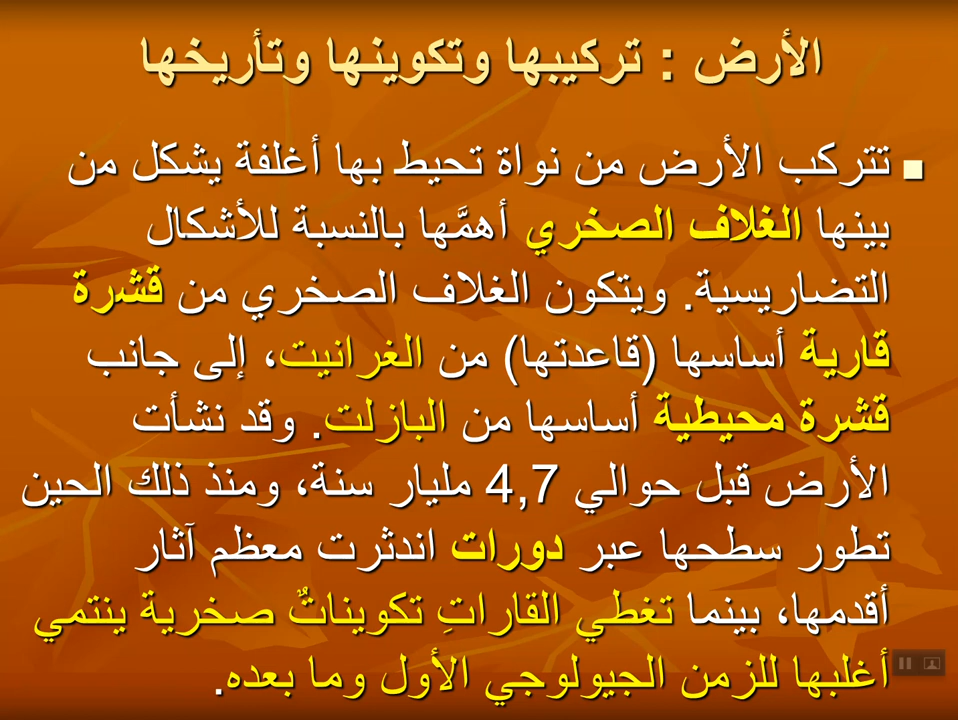 الأرض : تركيبها وتكوينها وتأريخها
تتركب الأرض من نواة تحيط بها أغلفة يشكل من
بينها الغلاف الصخري أهمَّها بالنسبة للأشكال
التضاريسية. ويتكون الغلاف الصخري من قشرة
قارية أساسها (قاعدتها) من الغرانيت، إلى جانب
قشرة محيطية أساسها من البازلت. وقد نشأت
الأرض قبل حوالي 4,7 مليار سنة، ومنذ ذلك الحين
تطور سطحها عبر دورات اندثرت معظم آثار
أقدمها، بينما تغطي القاراتِ تكويناتٌ صخرية ينتمي
أغلبها للزمن الجيولوجي الأول وما بعده.